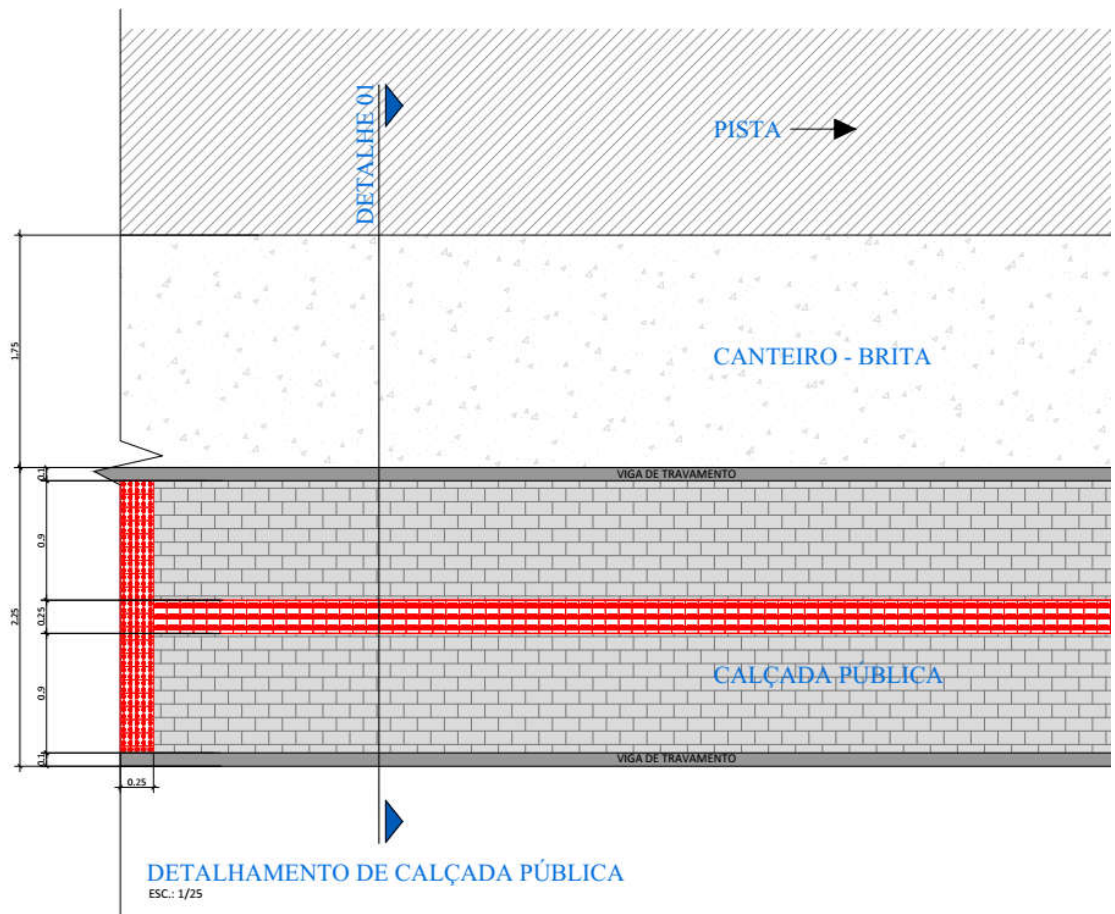 DETALHE 01
PISTA
1,75
CANTEIRO - BRITA
0.1
VIGA DE TRAVAMENTO
0.9
2.25
0.25
0.9
CALÇADA PÚBLICA
0.1
VIGA DE TRAVAMENTO
0.25
DETALHAMENTO DE CALÇADA PÚBLICA
ESC.: 1/25